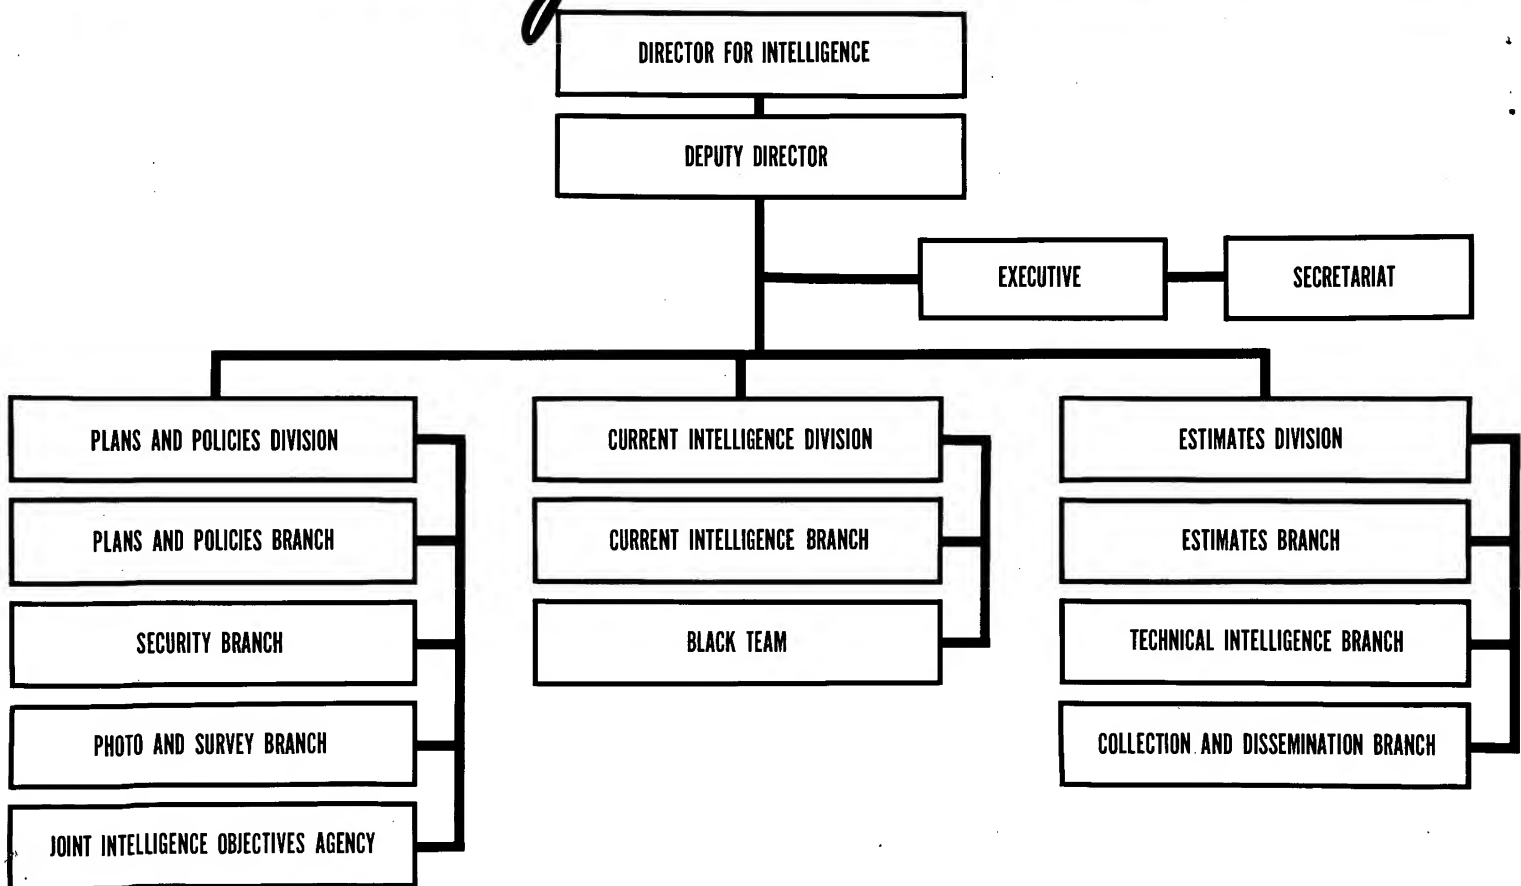 DIRECTOR FOR INTELLIGENCE
DEPUTY DIRECTOR
EXECUTIVE
SECRETARIAT
PLANS AND POLICIES DIVISION
PLANS AND POLICIES BRANCH
SECURITY BRANCH
PHOTO AND SURVEY BRANCH
JOINT INTELLIGENCE OBJECTIVES AGENCY
CURRENT INTELLIGENCE DIVISION
CURRENT INTELLIGENCE BRANCH
BLACK TEAM
ESTIMATES DIVISION
ESTIMATES BRANCH
TECHNICAL INTELLIGENCE BRANCH
COLLECTION AND DISSEMINATION BRANCH